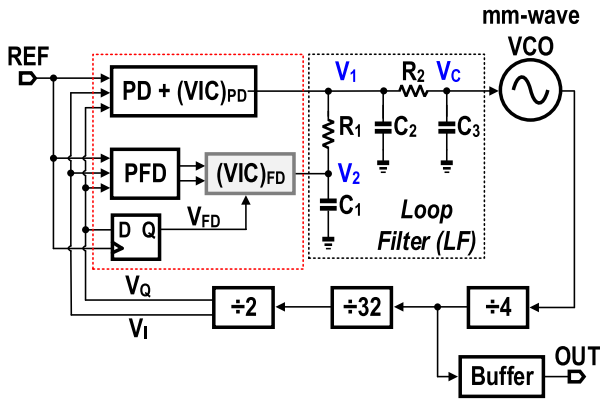 mm-wave
VCO
REF
PD + (VIC)PD
V1
R2
VC
R1
C2
C3
PFD
(VIC)FD
V2
C1
D Q
VFD
Loop
Filter (LF)
VQ
VI
÷2
÷32
÷4
Buffer
OUT